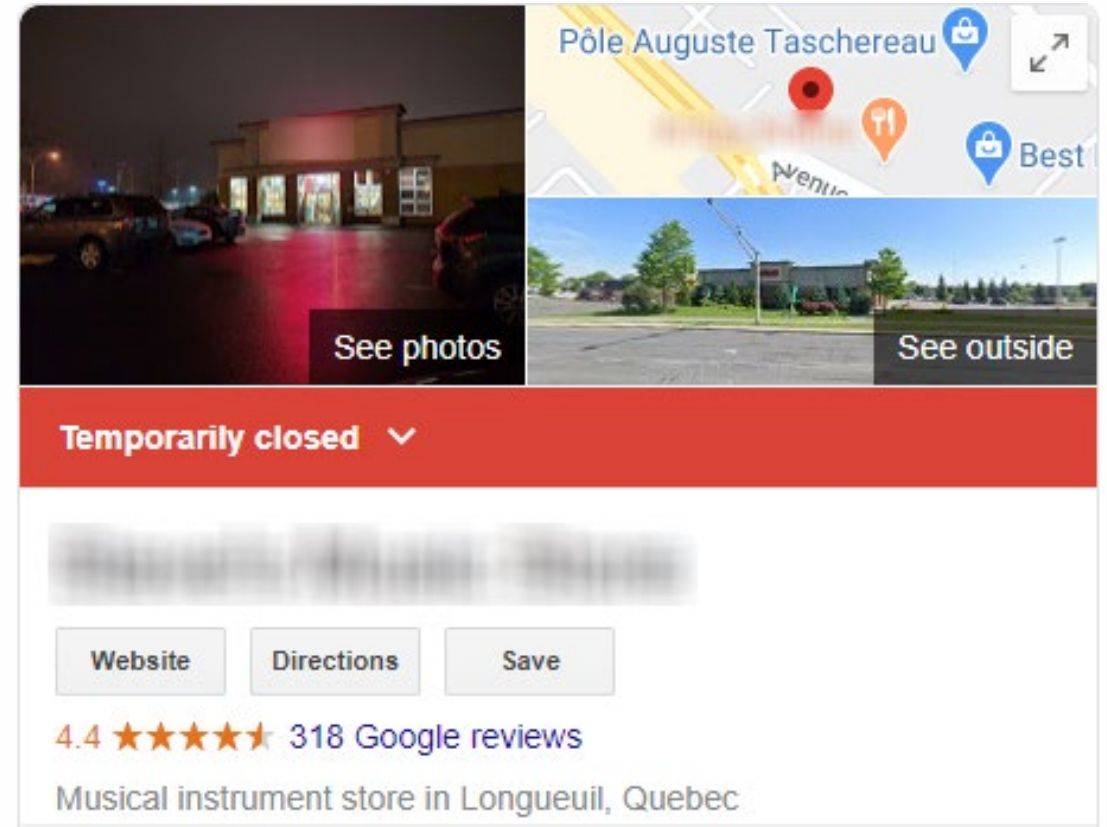 Pôle Auguste Taschereau
Best
Avenue
See photos
See outside
Temporarily closed
Website
Directions
Save
4.4
318 Google reviews
Musical instrument store in Longueuil, Quebec